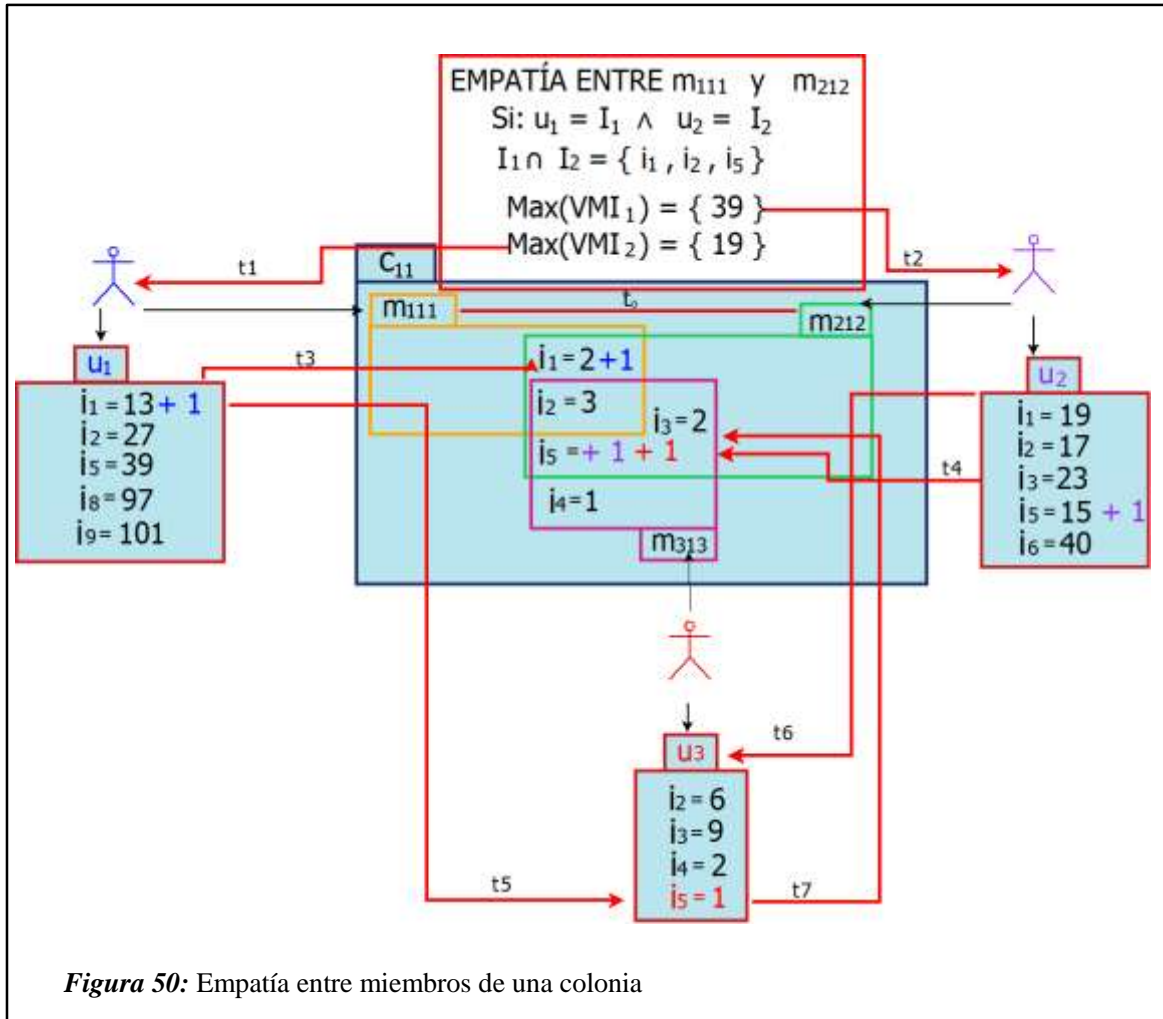 EMPATÍA ENTRE m₁₁₁ y m₂₁₂
Si: u₁ = I₁ ∧ u₂ = I₂
I₁∩ I₂ = { i₁ , i₂ , i₅ }
Max(VMI ₁) = { 39 }
Max(VMI ₂) = { 19 }
t1
t2
C₁₁
m₁₁₁
t₀
m₂₁₂
u₁
i₁ = 13 + 1
i₂ = 27
i₅ = 39
i₈ = 97
i₉ = 101
t3
i₁ = 2 + 1
i₂ = 3
i₃ = 2
i₅ = + 1 + 1
i₄ = 1
m₃₁₃
u₂
i₁ = 19
i₂ = 17
i₃ = 23
i₅ = 15 + 1
i₆ = 40
t4
t6
u₃
i₂ = 6
i₃ = 9
i₄ = 2
i₅ = 1
t5
t7
Figura 50: Empatía entre miembros de una colonia